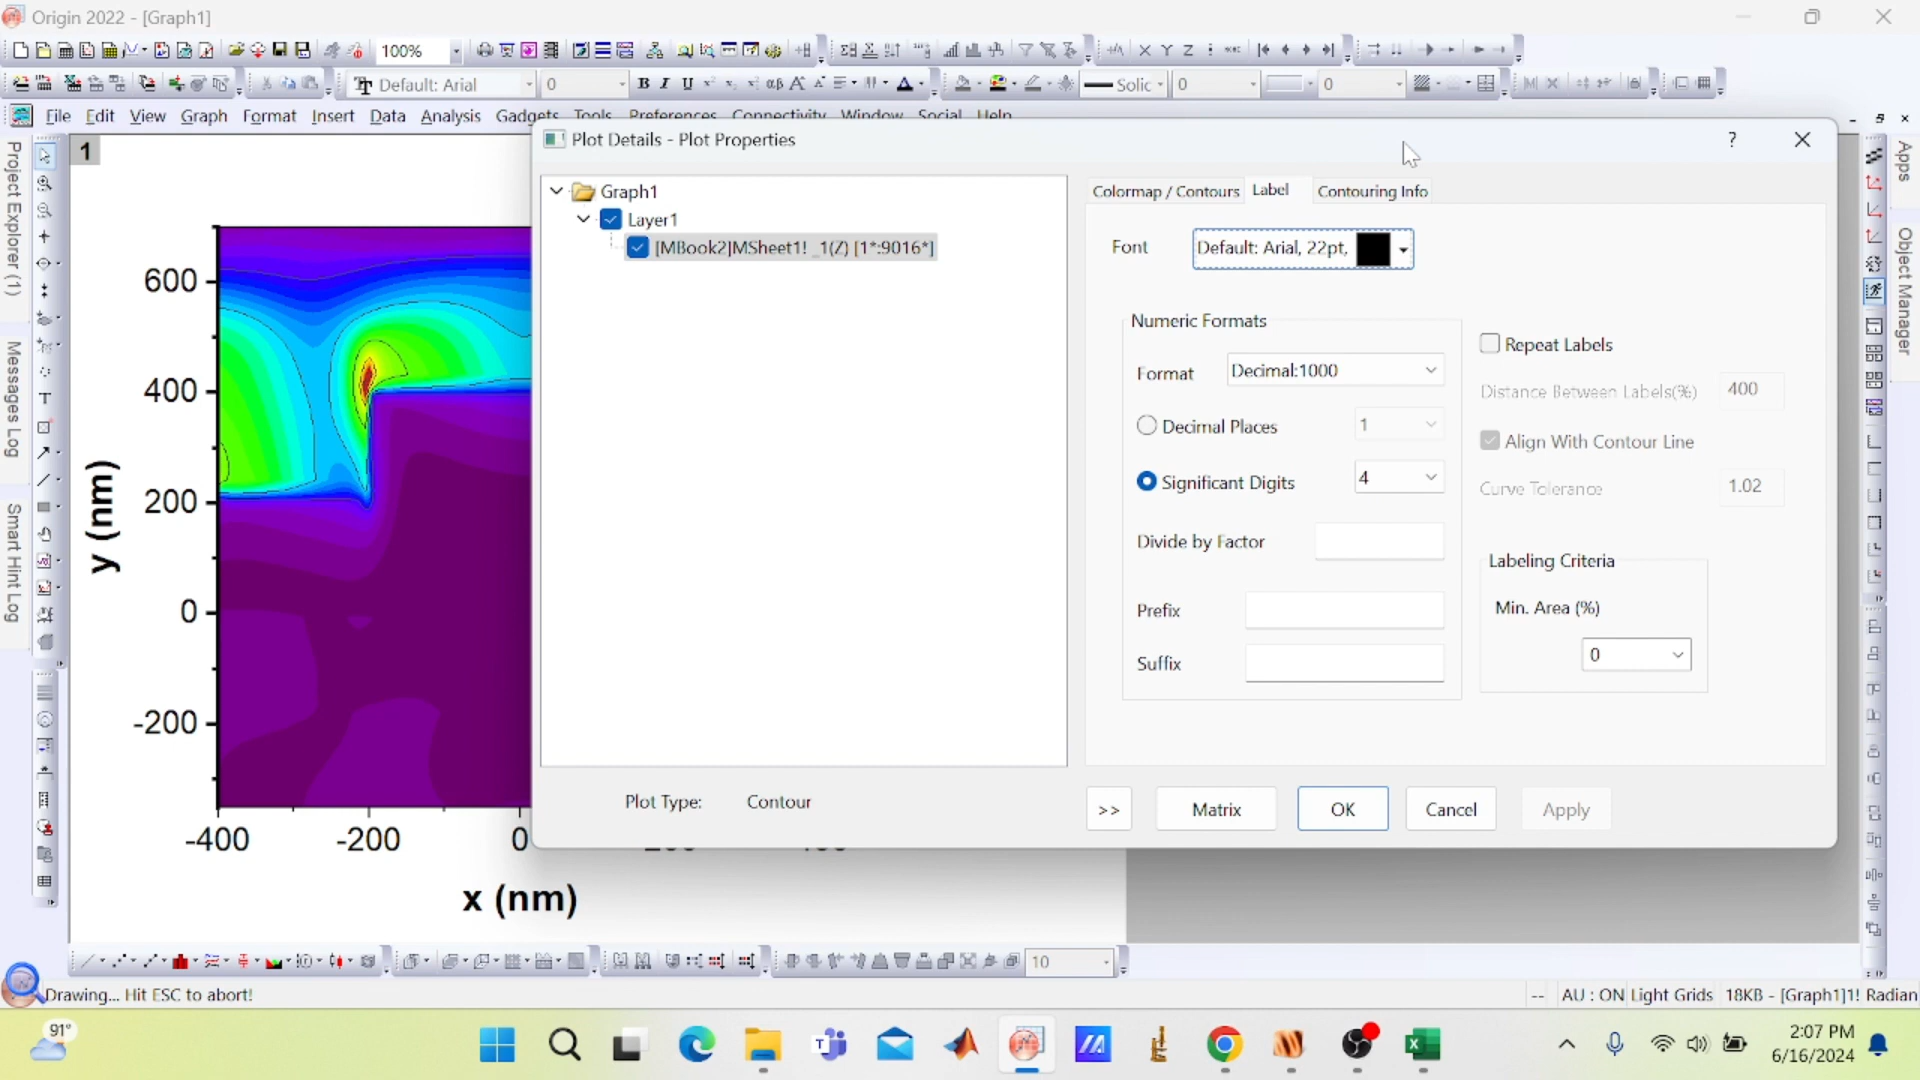 Origin 2022 - [Graph1]
100%
Default: Arial 0 B I U Solic 0 0
File Edit View Graph Format Insert Data Analysis Gadgets Tools Preferences Connectivity Window Social Help
Project Explorer (1)
Messages Log
Smart Hint Log
Apps
Object Manager
1
600
400
200
0
-200
y (nm)
-400 -200 0 200 400
x (nm)
Plot Details - Plot Properties
?
Graph1
Layer1
[MBook2]MSheet1! _1(Z) [1*:9016*]
Colormap / Contours Label Contouring Info
Font Default: Arial, 22pt,
Numeric Formats
Format Decimal:1000
Decimal Places 1
Significant Digits 4
Divide by Factor
Prefix
Suffix
Repeat Labels
Distance Between Labels(%) 400
Align With Contour Line
Curve Tolerance 1.02
Labeling Criteria
Min. Area (%)
0
Plot Type: Contour
>> Matrix OK Cancel Apply
10
Drawing... Hit ESC to abort!
-- AU : ON Light Grids 18KB - [Graph1]1! Radian
91°
2:07 PM
6/16/2024